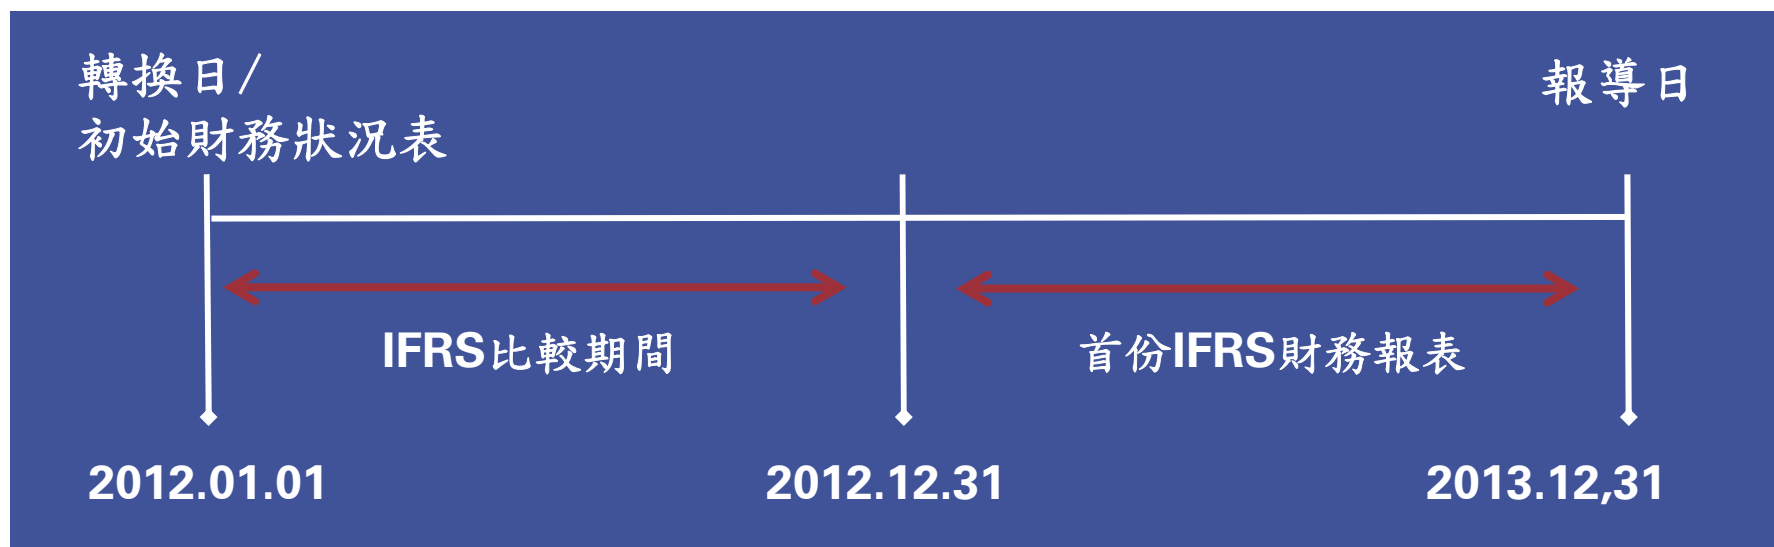 轉換日/
初始財務狀況表
報導日
IFRS比較期間
首份IFRS財務報表
2012.01.01
2012.12.31
2013.12,31